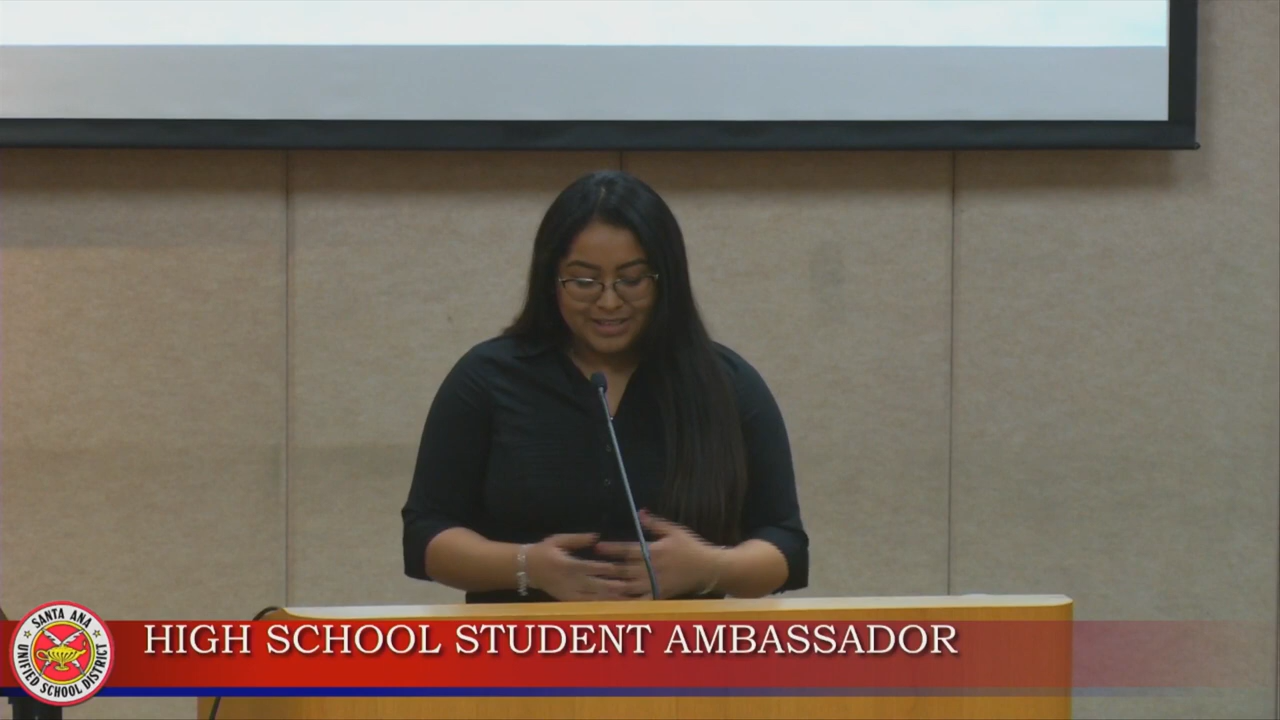 HIGH SCHOOL STUDENT AMBASSADOR
SANTA ANA
UNIFIED SCHOOL DISTRICT